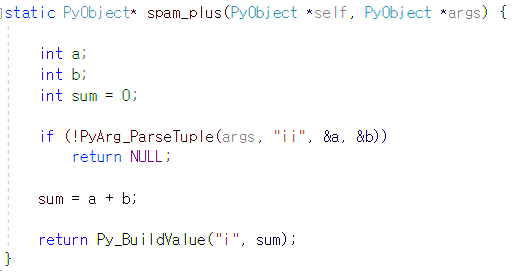 static PyObject* spam_plus(PyObject *self, PyObject *args) {
int a;
int b;
int sum = 0;
if (!PyArg_ParseTuple(args, "ii", &a, &b))
return NULL;
sum = a + b;
return Py_BuildValue("i", sum);
}